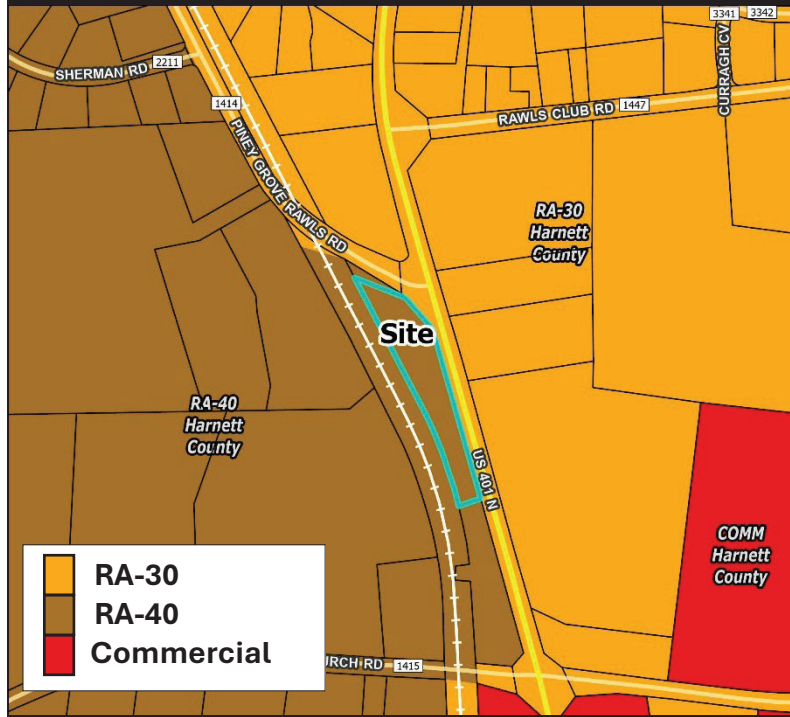 3341
3342
SHERMAN RD
2211
1414
CURRAGH CV
RAWLS CLUB RD
1447
PINEY GROVE RAWLS RD
RA-30
Harnett
County
Site
RA-40
Harnett
County
US 401 N
COMM
Harnett
County
RA-30
RA-40
Commercial
URCH RD
1415